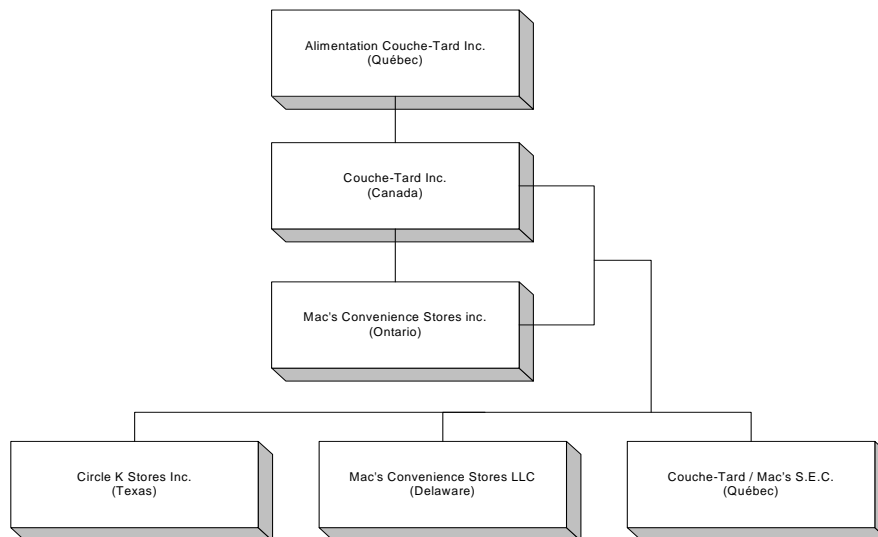 Alimentation Couche-Tard Inc.
(Québec)
Couche-Tard Inc.
(Canada)
Mac's Convenience Stores inc.
(Ontario)
Circle K Stores Inc.
(Texas)
Mac's Convenience Stores LLC
(Delaware)
Couche-Tard / Mac's S.E.C.
(Québec)